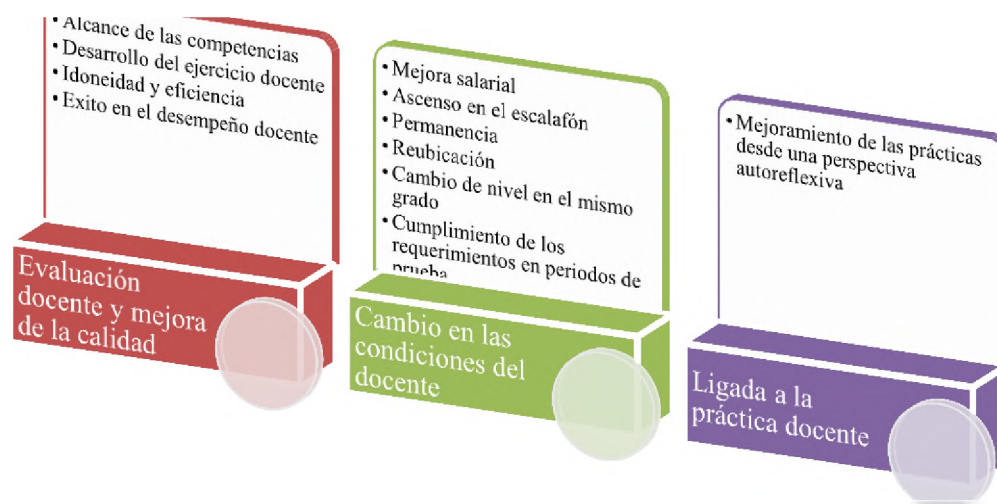 • Alcance de las competencias
• Desarrollo del ejercicio docente
• Idoneidad y eficiencia
• Exito en el desempeño docente
Evaluación
docente y mejora
de la calidad
• Mejora salarial
• Ascenso en el escalafón
• Permanencia
• Reubicación
• Cambio de nivel en el mismo
grado
• Cumplimiento de los
requerimientos en periodos de
prueba
Cambio en las
condiciones del
docente
• Mejoramiento de las prácticas
desde una perspectiva
autoreflexiva
Ligada a la
práctica docente